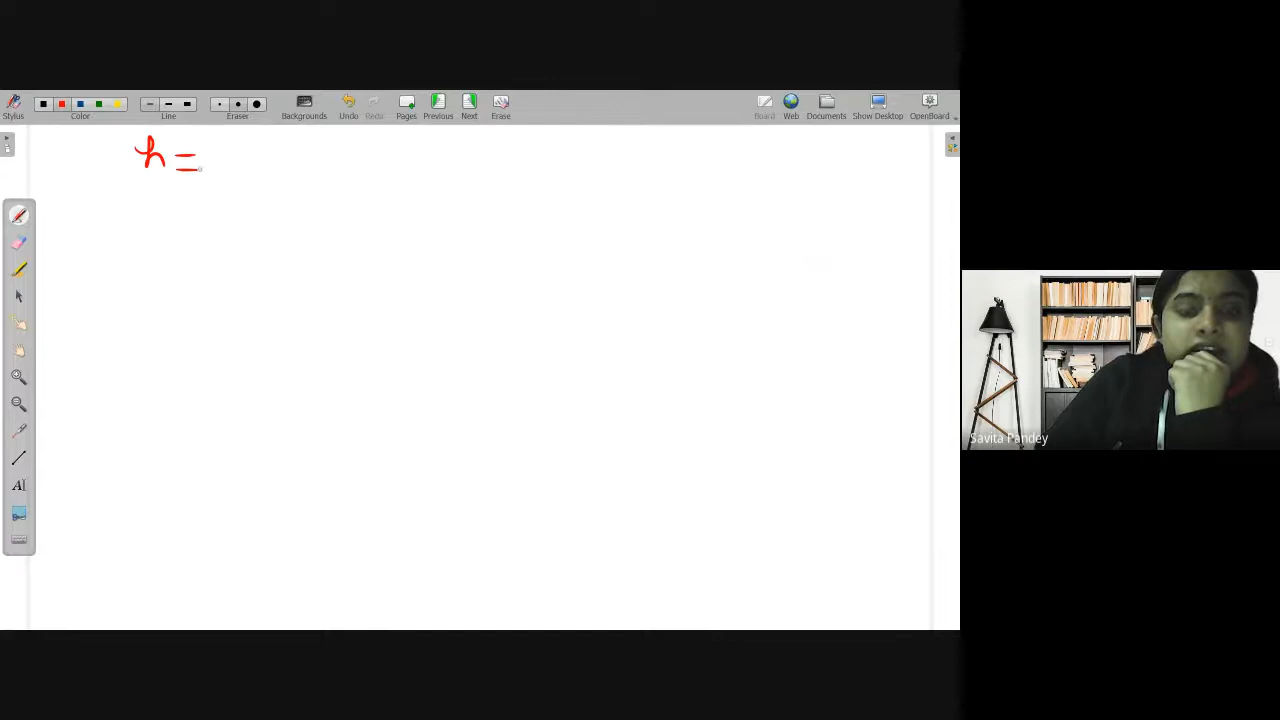 Stylus Color Line Eraser Backgrounds Undo Redo Pages Previous Next Erase Board Web Documents Show Desktop OpenBoard
h =
AI
Savita Pandey